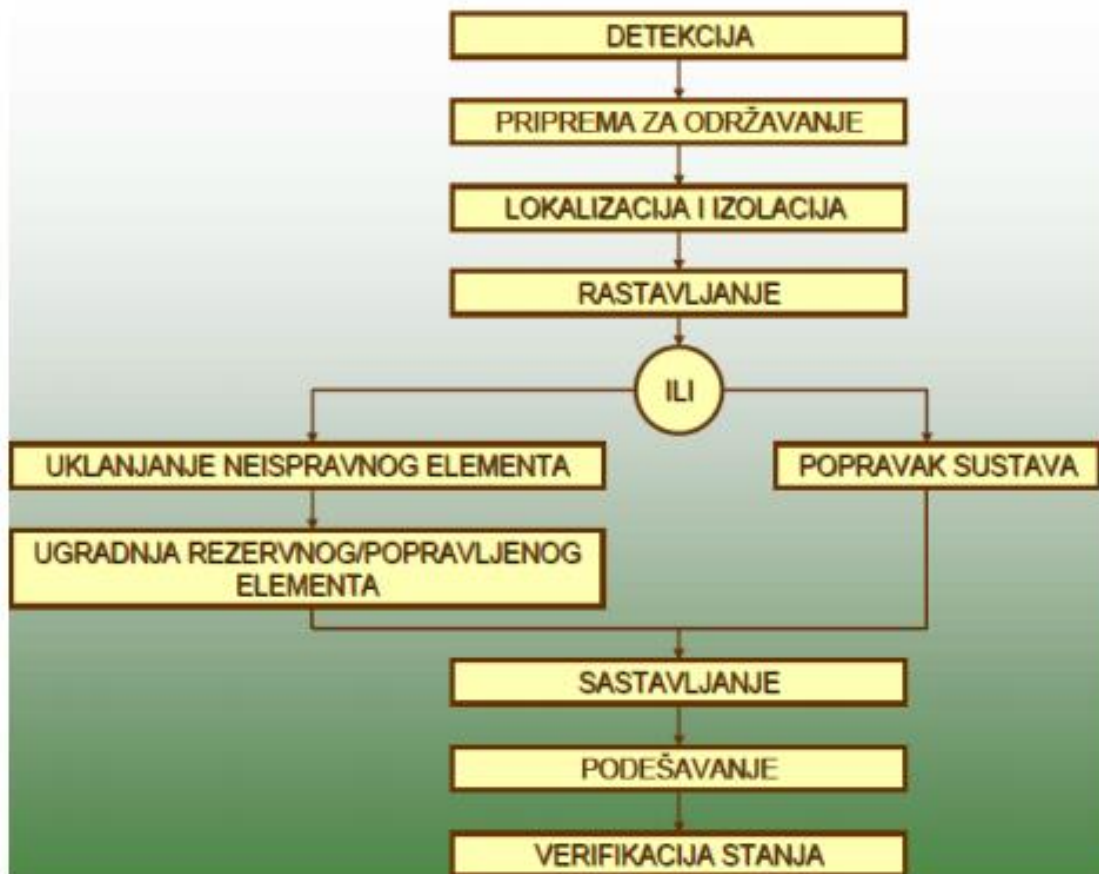 DETEKCIJA
PRIPREMA ZA ODRŽAVANJE
LOKALIZACIJA I IZOLACIJA
RASTAVLJANJE
ILI
UKLANJANJE NEISPRAVNOG ELEMENTA
POPRAVAK SUSTAVA
UGRADNJA REZERVNOG/POPRAVLJENOG
ELEMENTA
SASTAVLJANJE
PODEŠAVANJE
VERIFIKACIJA STANJA